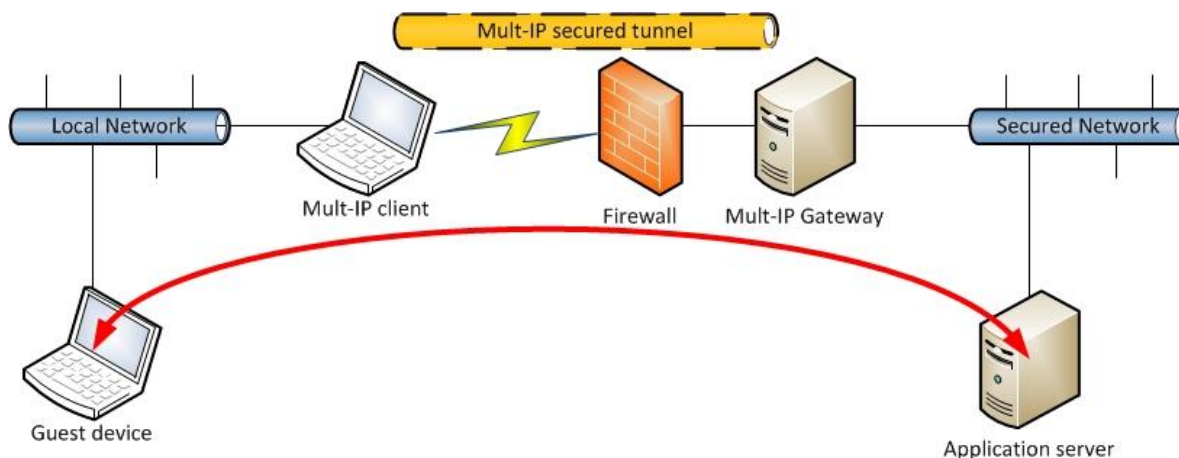 Mult-IP secured tunnel
Local Network
Secured Network
Mult-IP client
Firewall
Mult-IP Gateway
Guest device
Application server